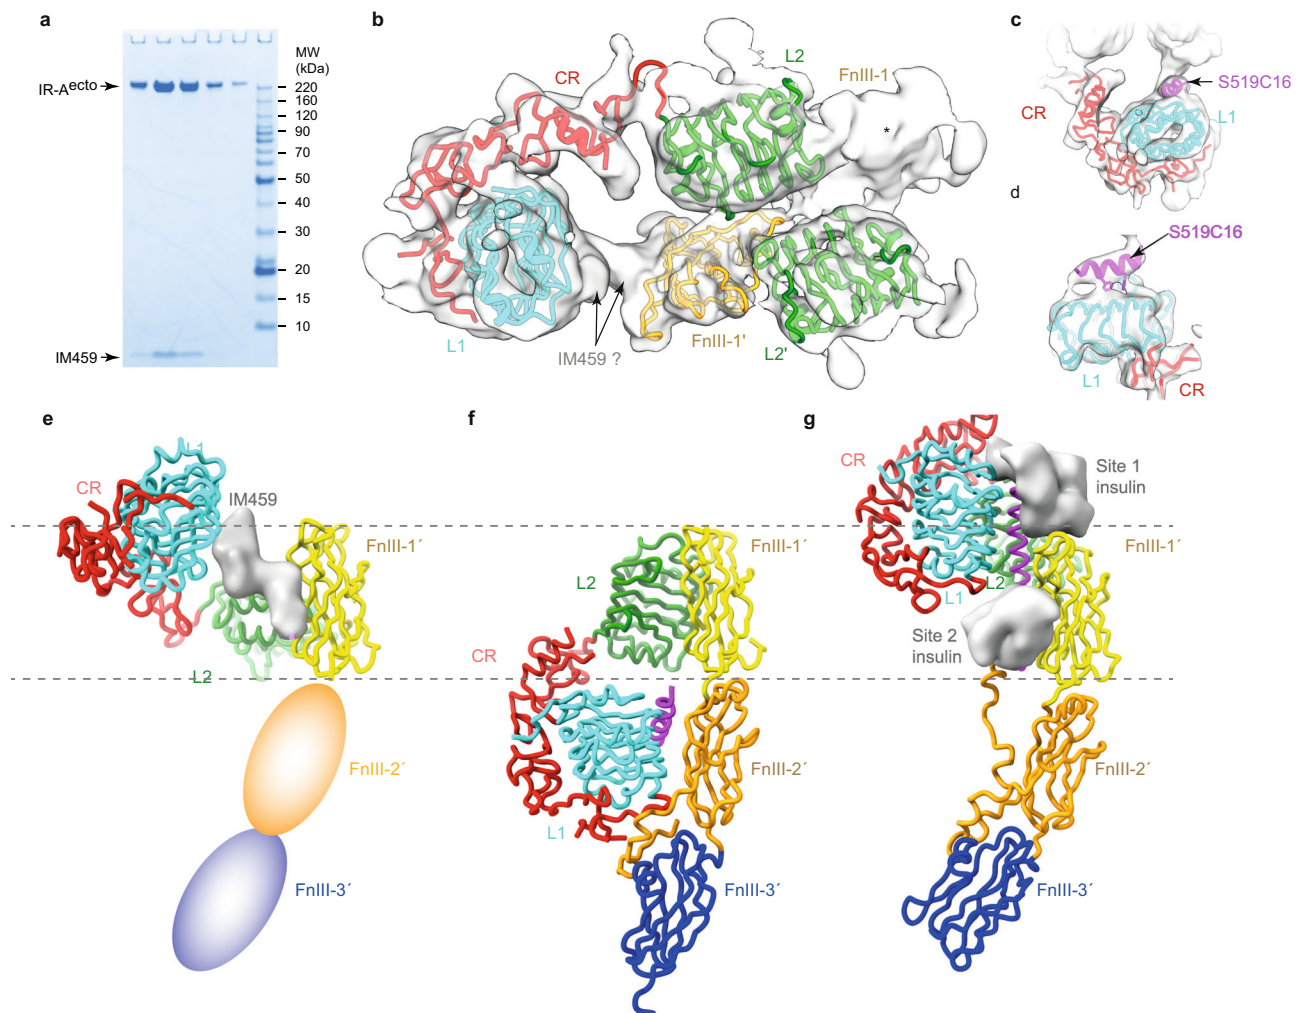 a
IR-Aecto
MW
(kDa)
220
160
120
90
70
50
40
30
20
15
10
IM459
b
CR
L2
FnIII-1
*
L1
IM459 ?
FnIII-1'
L2'
c
S519C16
L1
CR
d
S519C16
L1
CR
e
L1
CR
IM459
FnIII-1′
L2
FnIII-2′
FnIII-3′
f
L2
FnIII-1′
CR
FnIII-2′
L1
FnIII-3′
g
CR
Site 1
insulin
FnIII-1′
L2
L1
Site 2
insulin
FnIII-2′
FnIII-3′